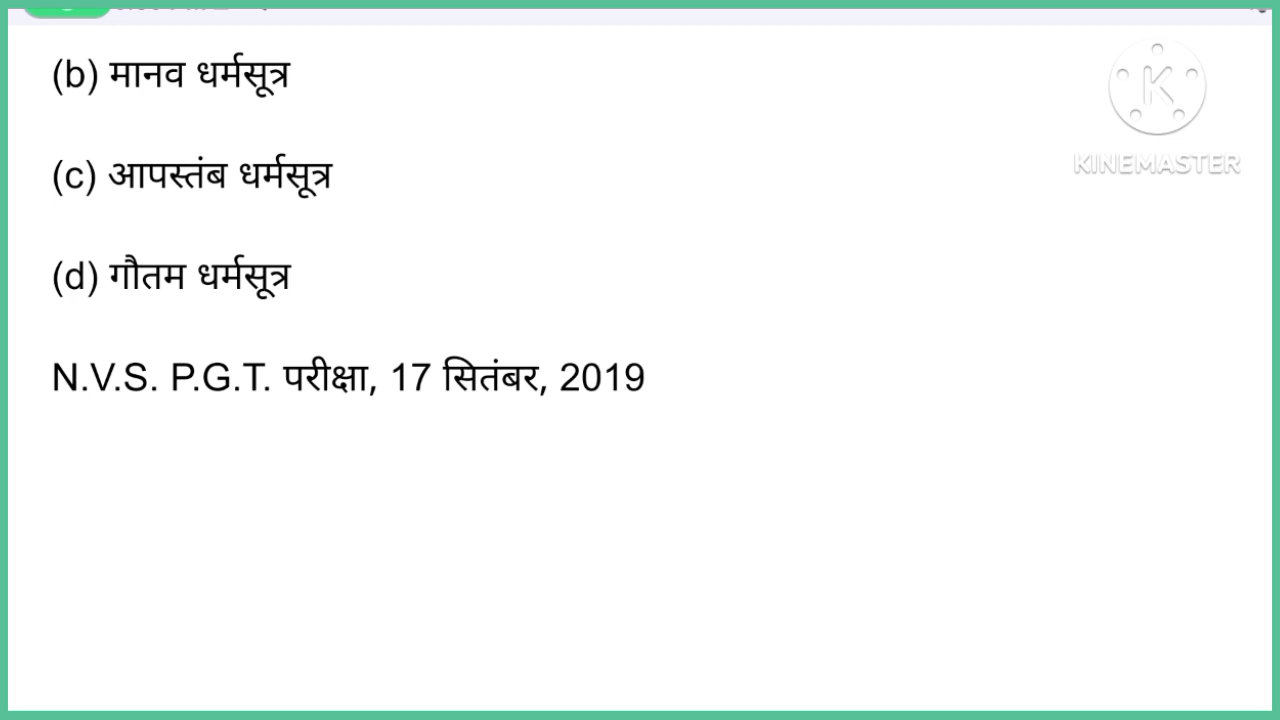 (b) मानव धर्मसूत्र
(c) आपस्तंब धर्मसूत्र
(d) गौतम धर्मसूत्र
N.V.S. P.G.T. परीक्षा, 17 सितंबर, 2019
K
KINEMASTER